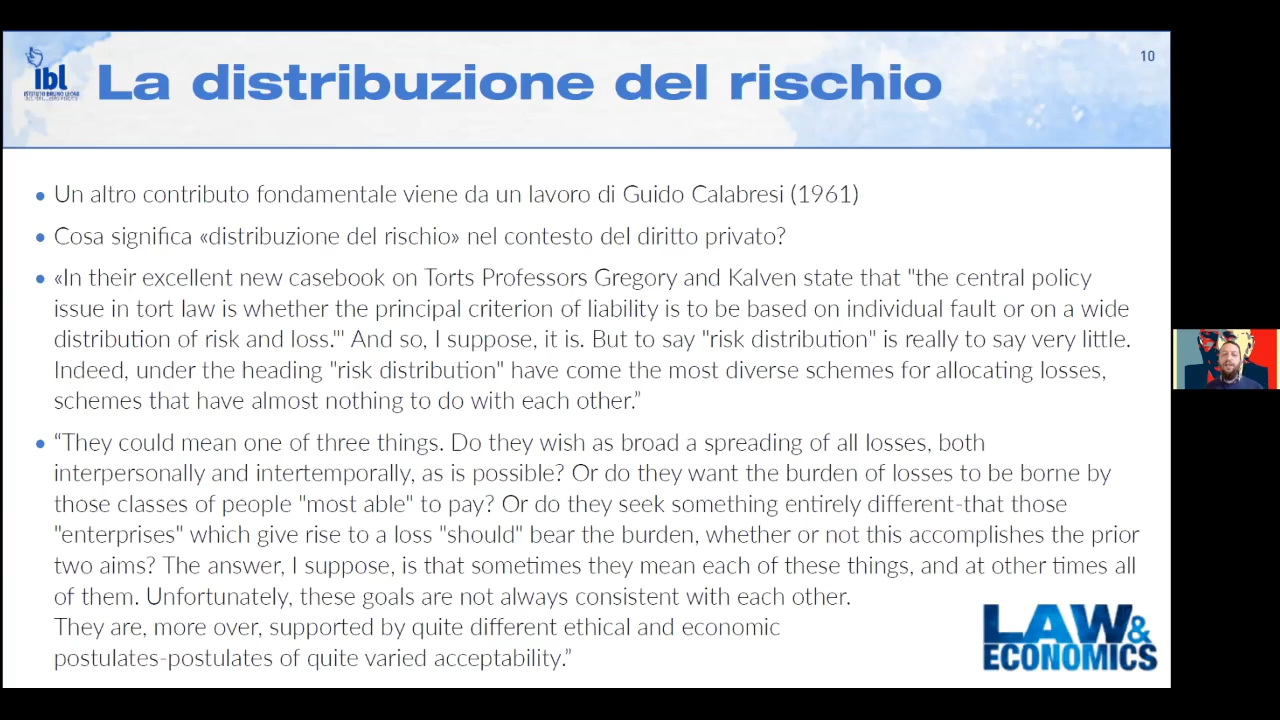 10
ibl
ISTITUTO BRUNO LEONI
La distribuzione del rischio
• Un altro contributo fondamentale viene da un lavoro di Guido Calabresi (1961)
• Cosa significa «distribuzione del rischio» nel contesto del diritto privato?
• «In their excellent new casebook on Torts Professors Gregory and Kalven state that "the central policy
issue in tort law is whether the principal criterion of liability is to be based on individual fault or on a wide
distribution of risk and loss."' And so, I suppose, it is. But to say "risk distribution" is really to say very little.
Indeed, under the heading "risk distribution" have come the most diverse schemes for allocating losses,
schemes that have almost nothing to do with each other.”
• “They could mean one of three things. Do they wish as broad a spreading of all losses, both
interpersonally and intertemporally, as is possible? Or do they want the burden of losses to be borne by
those classes of people "most able" to pay? Or do they seek something entirely different-that those
"enterprises" which give rise to a loss "should" bear the burden, whether or not this accomplishes the prior
two aims? The answer, I suppose, is that sometimes they mean each of these things, and at other times all
of them. Unfortunately, these goals are not always consistent with each other.
They are, more over, supported by quite different ethical and economic
postulates-postulates of quite varied acceptability.”
LAW &
ECONOMICS